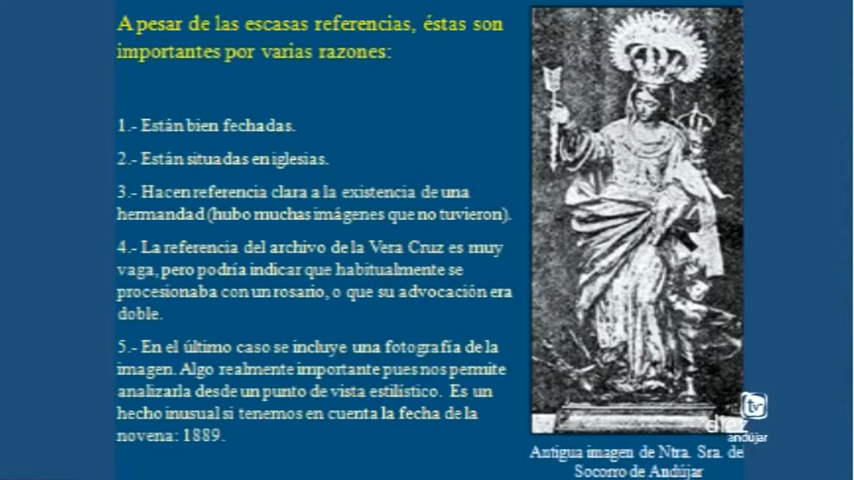 A pesar de las escasas referencias, éstas son
importantes por varias razones:
1.- Están bien fechadas.
2.- Están situadas en iglesias.
3.- Hacen referencia clara a la existencia de una
hermandad (hubo muchas imágenes que no tuvieron).
4.- La referencia del archivo de la Vera Cruz es muy
vaga, pero podría indicar que habitualmente se
procesionaba con un rosario, o que su advocación era
doble.
5.- En el último caso se incluye una fotografía de la
imagen. Algo realmente importante pues nos permite
analizarla desde un punto de vista estilístico. Es un
hecho inusual si tenemos en cuenta la fecha de la
novena: 1889.
tv
diez
andújar
Antigua imagen de Ntra. Sra. de
Socorro de Andújar